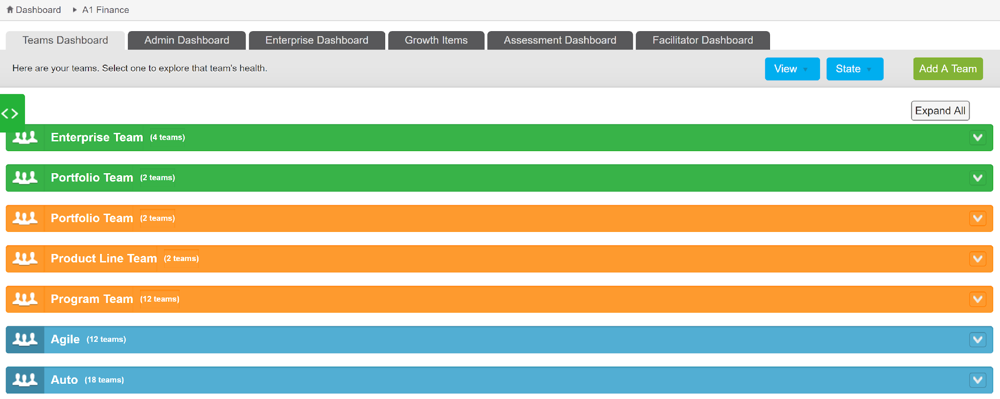 Dashboard A1 Finance
Teams Dashboard Admin Dashboard Enterprise Dashboard Growth Items Assessment Dashboard Facilitator Dashboard
Here are your teams. Select one to explore that team's health. View State Add A Team
Expand All
Enterprise Team (4 teams)
Portfolio Team (2 teams)
Portfolio Team (2 teams)
Product Line Team (2 teams)
Program Team (12 teams)
Agile (12 teams)
Auto (18 teams)